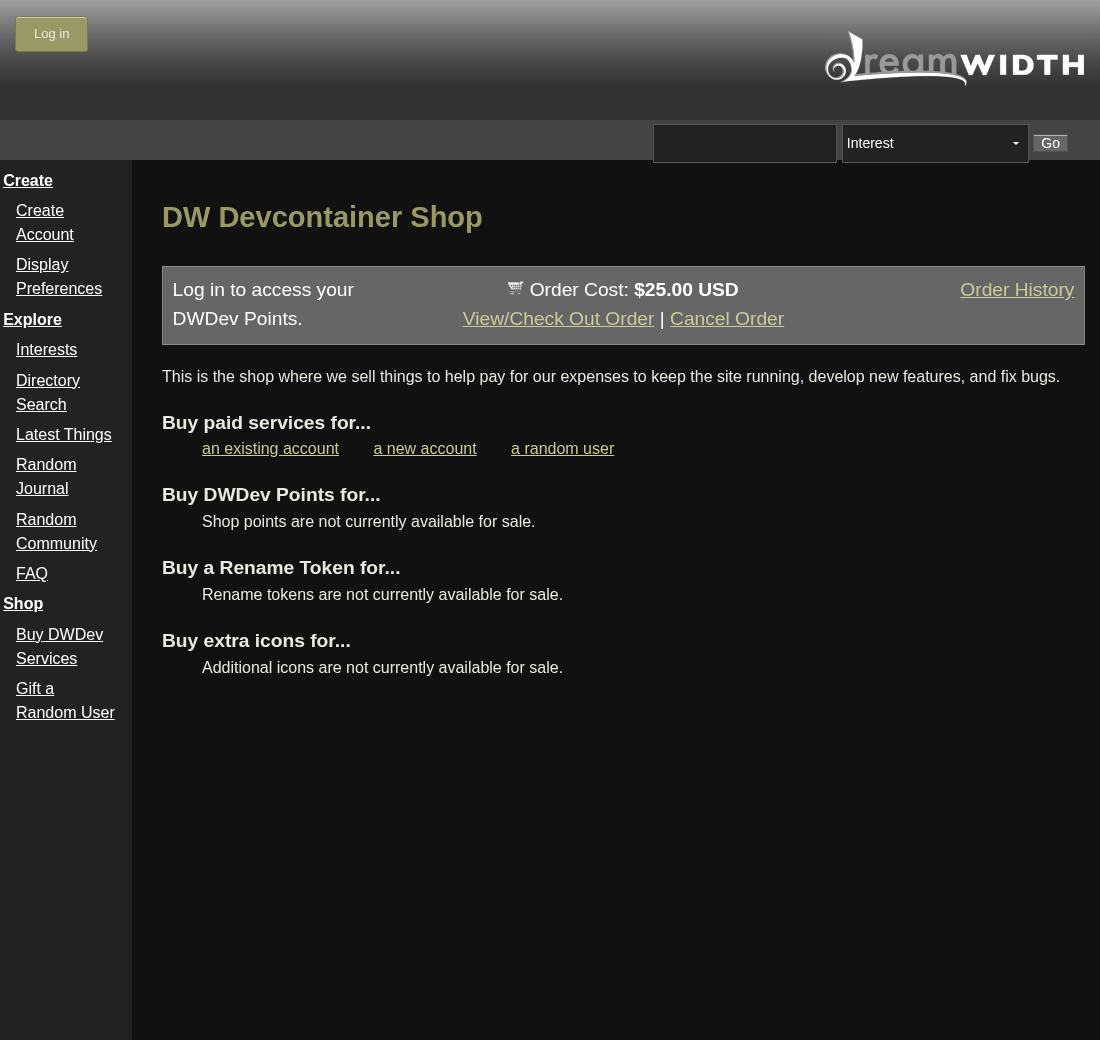 Log in
dreamwidth
Interest
Go
Create
Create
Account
Display
Preferences
Explore
Interests
Directory
Search
Latest Things
Random
Journal
Random
Community
FAQ
Shop
Buy DWDev
Services
Gift a
Random User
DW Devcontainer Shop
Log in to access your
DWDev Points.
Order Cost: $25.00 USD
View/Check Out Order | Cancel Order
Order History
This is the shop where we sell things to help pay for our expenses to keep the site running, develop new features, and fix bugs.
Buy paid services for...
an existing account a new account a random user
Buy DWDev Points for...
Shop points are not currently available for sale.
Buy a Rename Token for...
Rename tokens are not currently available for sale.
Buy extra icons for...
Additional icons are not currently available for sale.